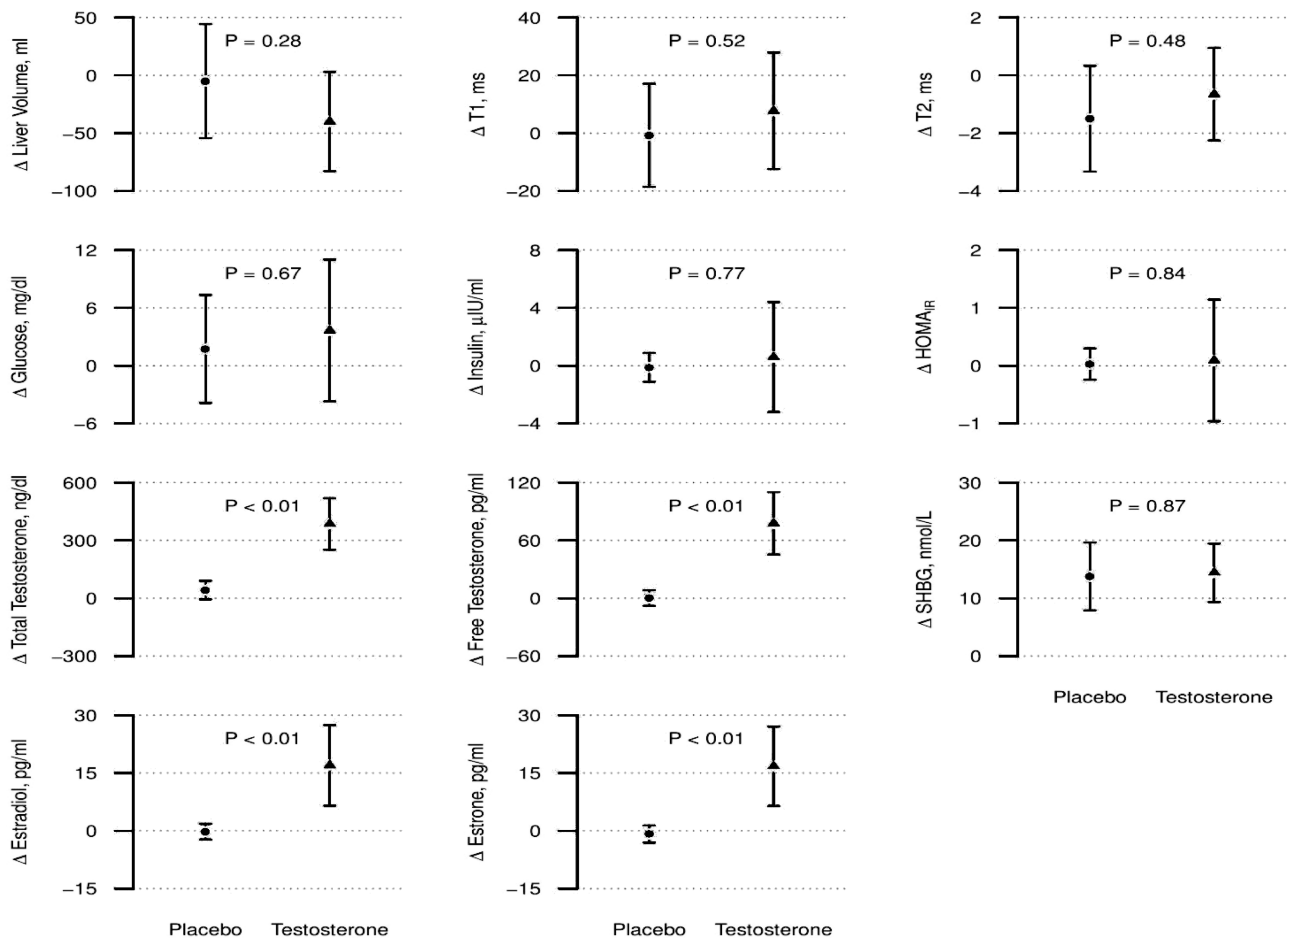 Δ Liver Volume, ml
50
0
−50
−100
P = 0.28
Δ T1, ms
40
20
0
−20
P = 0.52
Δ T2, ms
2
0
−2
−4
P = 0.48
Δ Glucose, mg/dl
12
6
0
−6
P = 0.67
Δ Insulin, µIU/ml
8
4
0
−4
P = 0.77
Δ HOMAIR
2
1
0
−1
P = 0.84
Δ Total Testosterone, ng/dl
600
300
0
−300
P < 0.01
Δ Free Testosterone, pg/ml
120
60
0
−60
P < 0.01
Δ SHBG, nmol/L
30
20
10
0
P = 0.87
Placebo Testosterone
Δ Estradiol, pg/ml
30
15
0
−15
P < 0.01
Placebo Testosterone
Δ Estrone, pg/ml
30
15
0
−15
P < 0.01
Placebo Testosterone